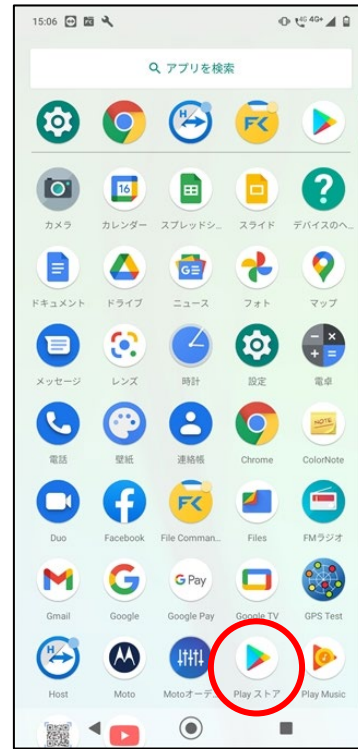 15:06 4G 4G+
アプリを検索
カメラ カレンダー スプレッドシ... スライド デバイスのヘ...
ドキュメント ドライブ ニュース フォト マップ
メッセージ レンズ 時計 設定 電卓
電話 壁紙 連絡帳 Chrome ColorNote
Duo Facebook File Comman... Files FMラジオ
Gmail Google Google Pay Google TV GPS Test
Host Moto Motoオーデ... Play ストア Play Music